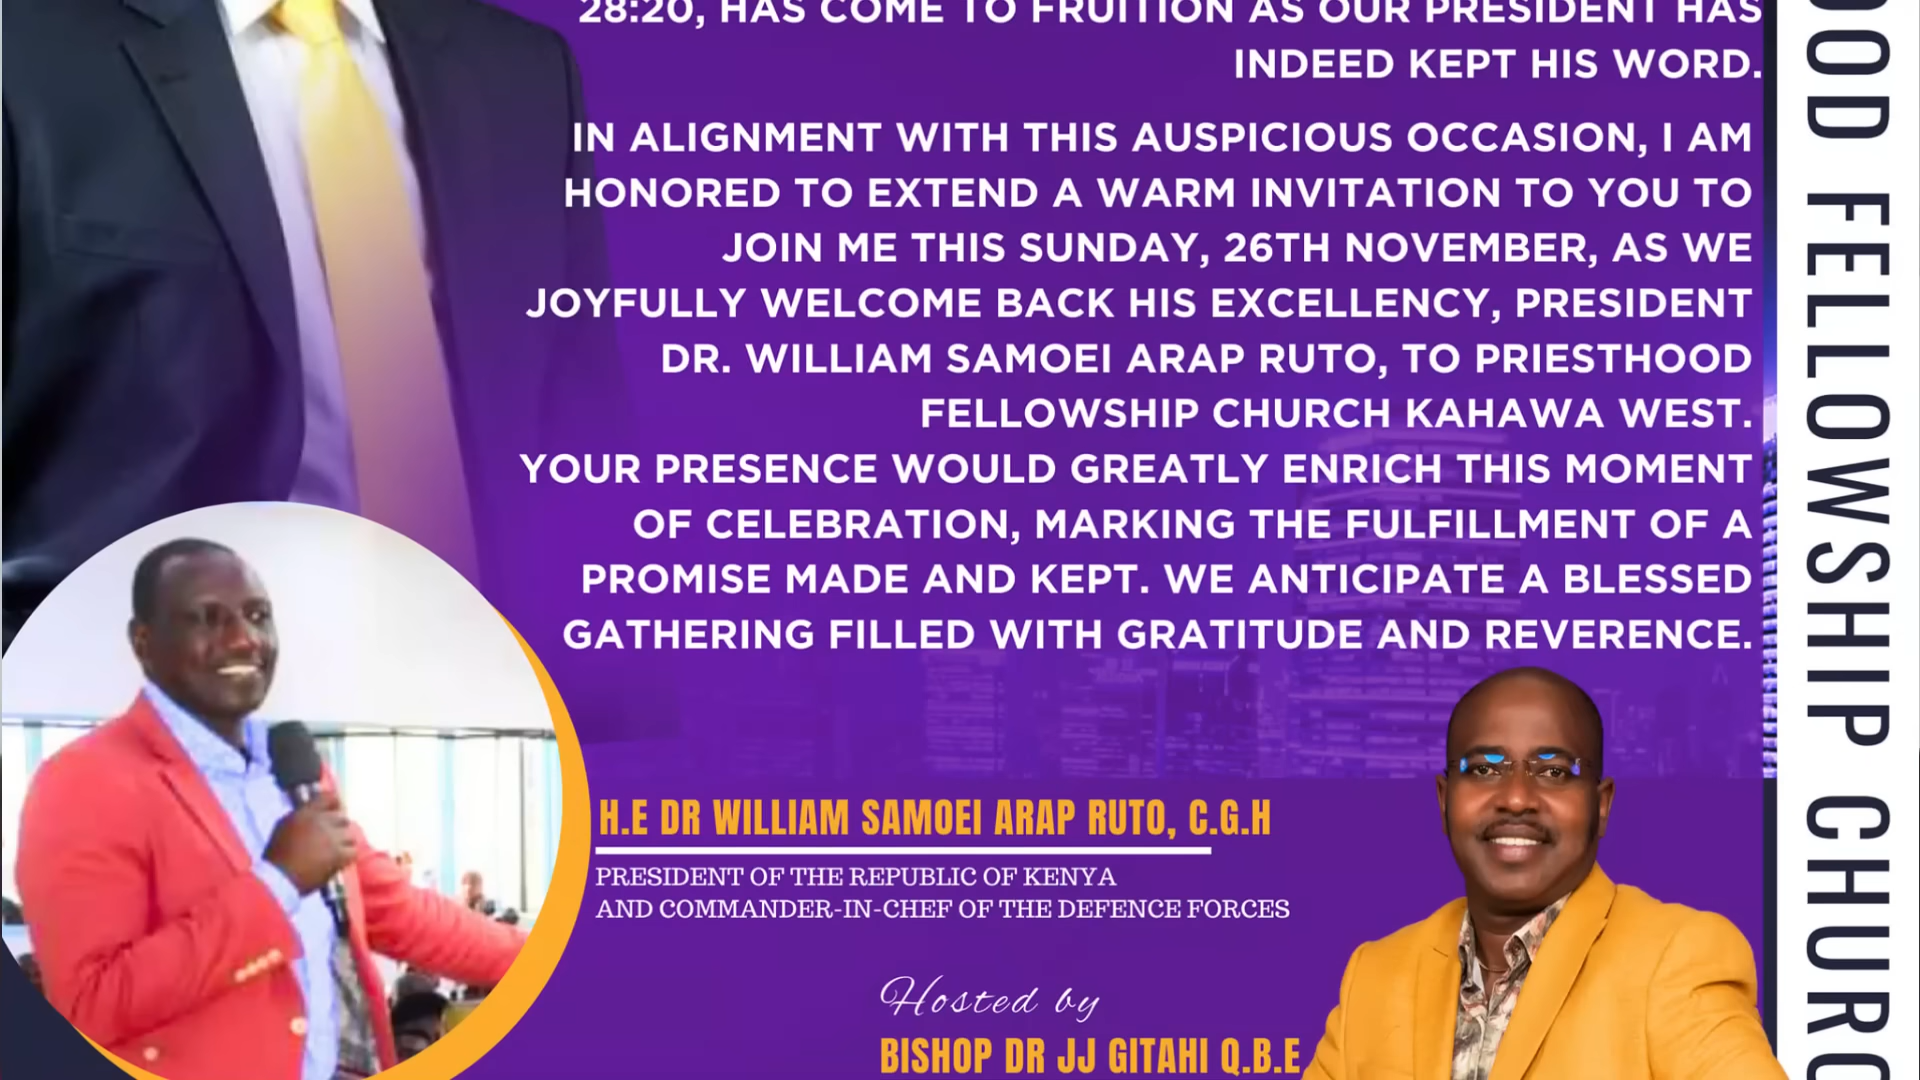 28:20, HAS COME TO FRUITION AS OUR PRESIDENT HAS
INDEED KEPT HIS WORD.
IN ALIGNMENT WITH THIS AUSPICIOUS OCCASION, I AM
HONORED TO EXTEND A WARM INVITATION TO YOU TO
JOIN ME THIS SUNDAY, 26TH NOVEMBER, AS WE
JOYFULLY WELCOME BACK HIS EXCELLENCY, PRESIDENT
DR. WILLIAM SAMOEI ARAP RUTO, TO PRIESTHOOD
FELLOWSHIP CHURCH KAHAWA WEST.
YOUR PRESENCE WOULD GREATLY ENRICH THIS MOMENT
OF CELEBRATION, MARKING THE FULFILLMENT OF A
PROMISE MADE AND KEPT. WE ANTICIPATE A BLESSED
GATHERING FILLED WITH GRATITUDE AND REVERENCE.
H.E DR WILLIAM SAMOEI ARAP RUTO, C.G.H
PRESIDENT OF THE REPUBLIC OF KENYA
AND COMMANDER-IN-CHEF OF THE DEFENCE FORCES
Hosted by
BISHOP DR JJ GITAHI Q.B.E
OOD FELLOWSHIP CHURC